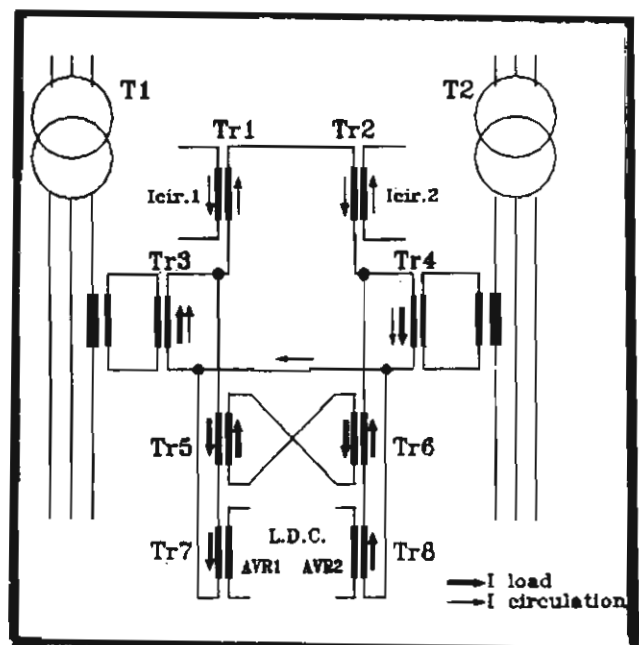 T1
T2
Tr1
Tr2
Icir.1
Icir.2
Tr3
Tr4
Tr5
Tr6
L.D.C.
Tr7
AVR1
AVR2
Tr8
I load
I circulation